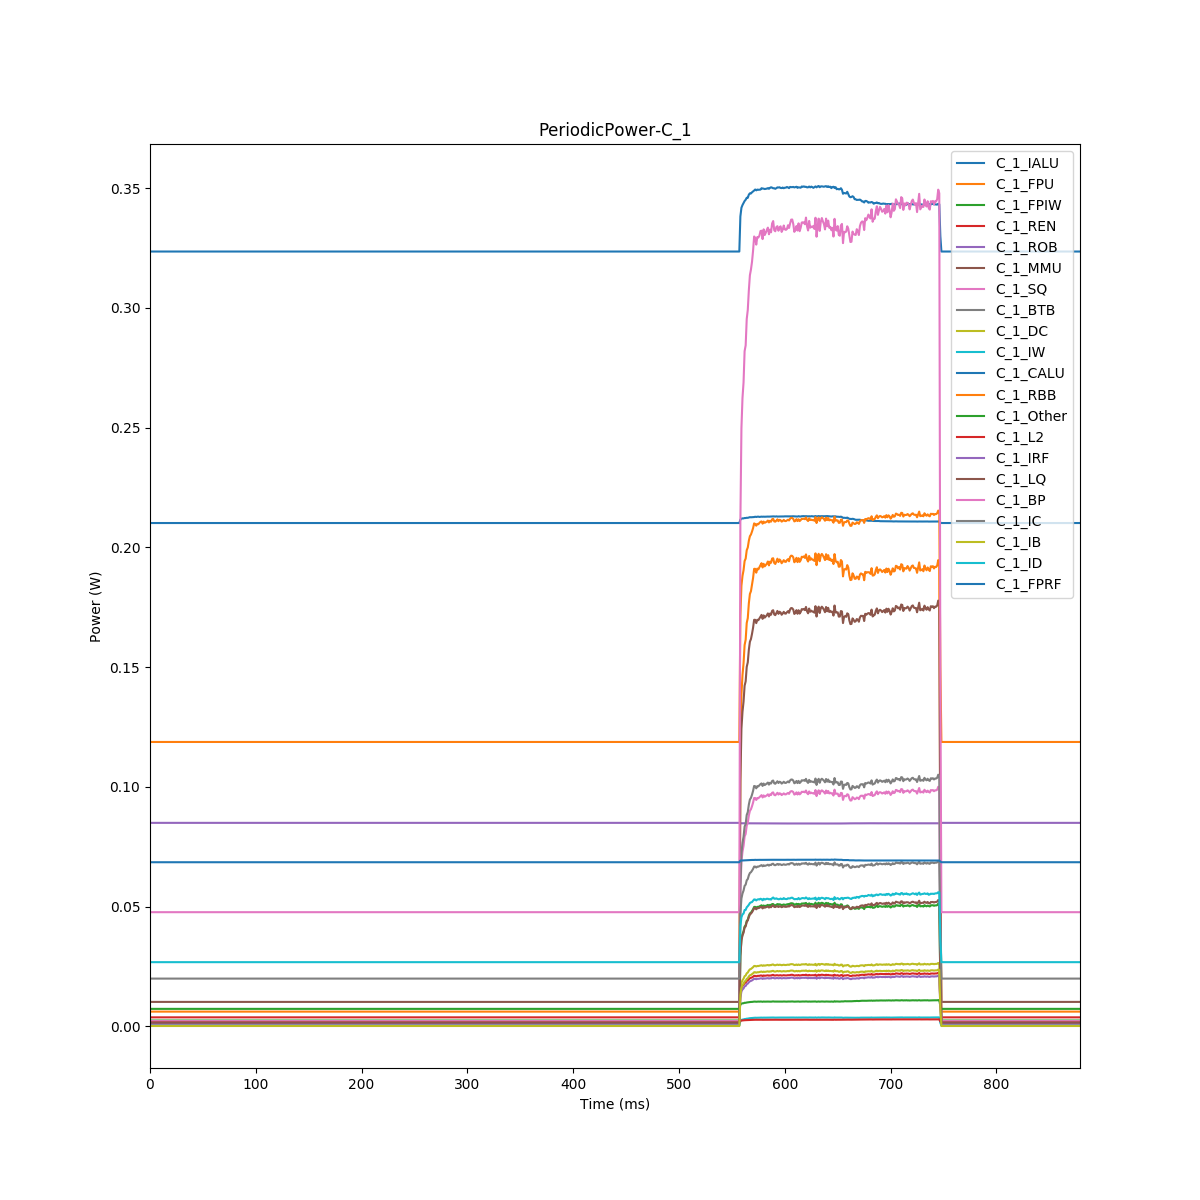 PeriodicPower-C_1
0.35
0.30
0.25
0.20
0.15
0.10
0.05
0.00
Power (W)
0 100 200 300 400 500 600 700 800
Time (ms)
C_1_IALU
C_1_FPU
C_1_FPIW
C_1_REN
C_1_ROB
C_1_MMU
C_1_SQ
C_1_BTB
C_1_DC
C_1_IW
C_1_CALU
C_1_RBB
C_1_Other
C_1_L2
C_1_IRF
C_1_LQ
C_1_BP
C_1_IC
C_1_IB
C_1_ID
C_1_FPRF